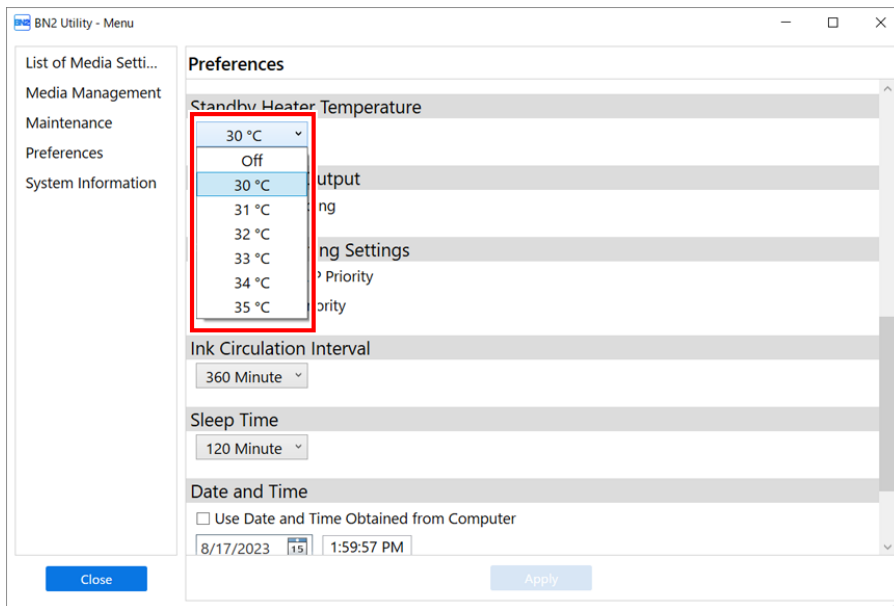 BN2 BN2 Utility - Menu
List of Media Setti...
Media Management
Maintenance
Preferences
System Information
Close
Preferences
Standby Heater Temperature
30 °C
Off
30 °C
31 °C
32 °C
33 °C
34 °C
35 °C
utput
ng
ng Settings
P Priority
ority
Ink Circulation Interval
360 Minute
Sleep Time
120 Minute
Date and Time
Use Date and Time Obtained from Computer
8/17/2023 15 1:59:57 PM
Apply